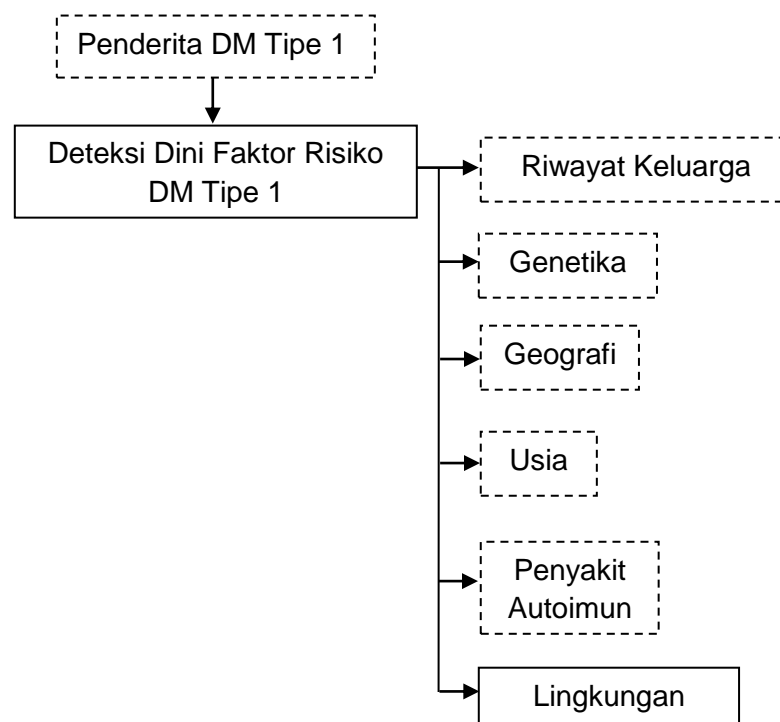 Penderita DM Tipe 1
Deteksi Dini Faktor Risiko
DM Tipe 1
Riwayat Keluarga
Genetika
Geografi
Usia
Penyakit
Autoimun
Lingkungan